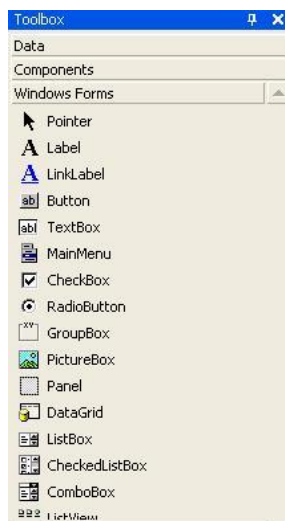 Toolbox
Data
Components
Windows Forms
Pointer
A Label
A LinkLabel
ab Button
abl TextBox
MainMenu
CheckBox
RadioButton
XY GroupBox
PictureBox
Panel
DataGrid
ListBox
CheckedListBox
ComboBox
ListView